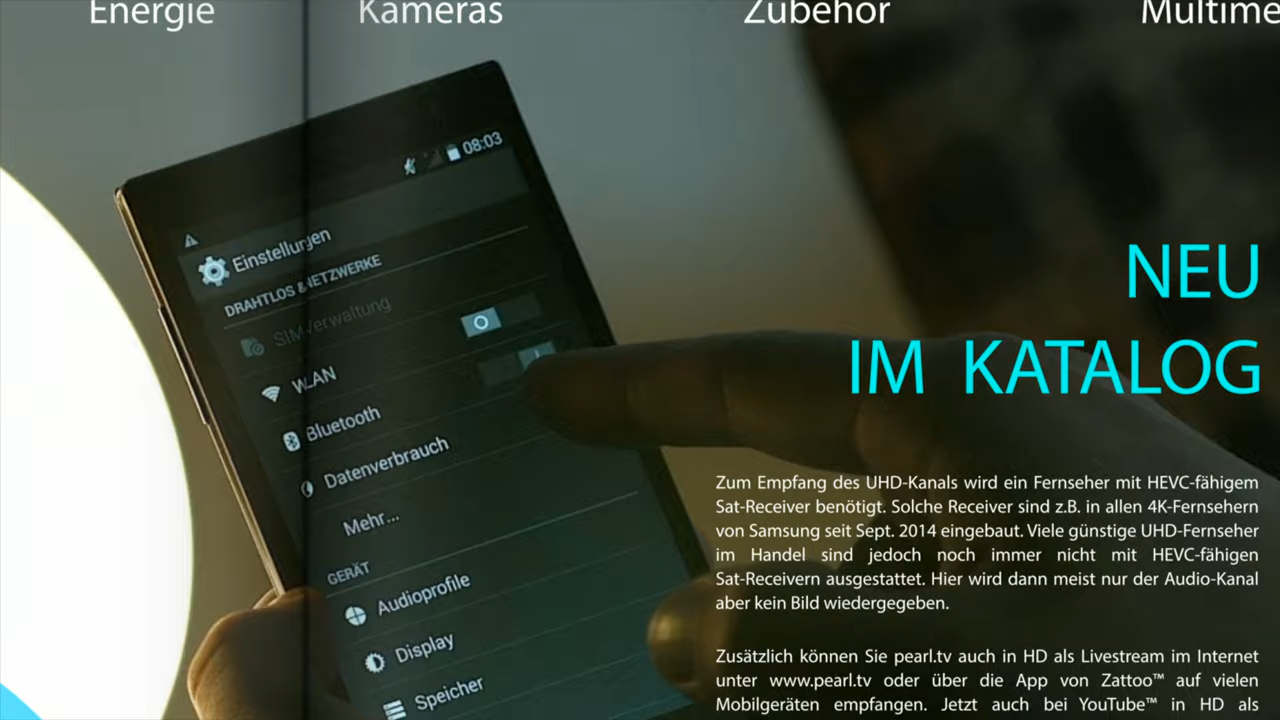 Energie
Kameras
Zubehör
Multime
08:03
Einstellungen
DRAHTLOS & NETZWERKE
SIM-Verwaltung
WLAN
Bluetooth
Datenverbrauch
Mehr...
GERÄT
Audioprofile
Display
Speicher
NEU
IM KATALOG
Zum Empfang des UHD-Kanals wird ein Fernseher mit HEVC-fähigem
Sat-Receiver benötigt. Solche Receiver sind z.B. in allen 4K-Fernsehern
von Samsung seit Sept. 2014 eingebaut. Viele günstige UHD-Fernseher
im Handel sind jedoch noch immer nicht mit HEVC-fähigen
Sat-Receivern ausgestattet. Hier wird dann meist nur der Audio-Kanal
aber kein Bild wiedergegeben.
Zusätzlich können Sie pearl.tv auch in HD als Livestream im Internet
unter www.pearl.tv oder über die App von Zattoo™ auf vielen
Mobilgeräten empfangen. Jetzt auch bei YouTube™ in HD als